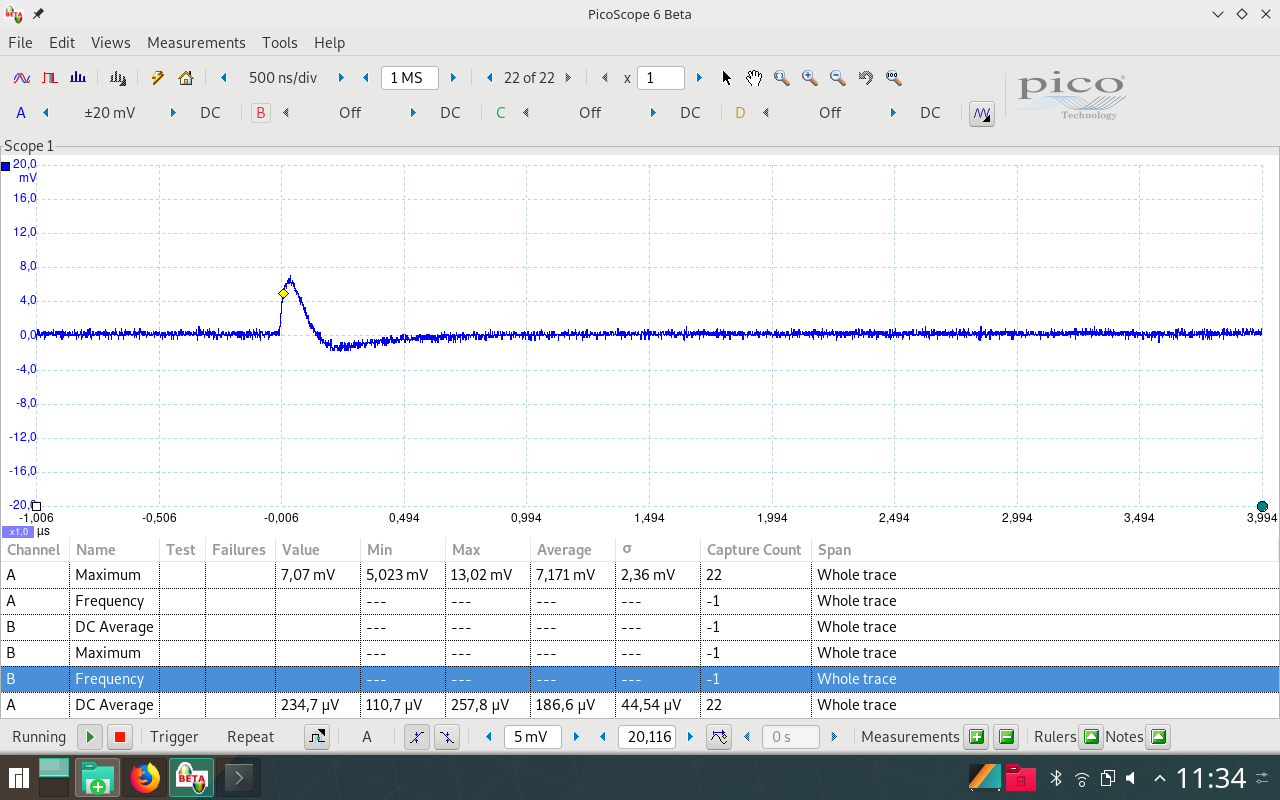 BETA PicoScope 6 Beta
File Edit Views Measurements Tools Help
500 ns/div 1 MS 22 of 22 x 1
A ±20 mV DC B Off DC C Off DC D Off DC
pico
Technology
Scope 1
20,0
mV
16,0
12,0
8,0
4,0
0,0
-4,0
-8,0
-12,0
-16,0
-20,0
-1,006 -0,506 -0,006 0,494 0,994 1,494 1,994 2,494 2,994 3,494 3,994
x1,0 µs
Channel Name Test Failures Value Min Max Average σ Capture Count Span
A Maximum 7,07 mV 5,023 mV 13,02 mV 7,171 mV 2,36 mV 22 Whole trace
A Frequency --- --- --- --- -1 Whole trace
B DC Average --- --- --- --- -1 Whole trace
B Maximum --- --- --- --- -1 Whole trace
B Frequency --- --- --- --- -1 Whole trace
A DC Average 234,7 µV 110,7 µV 257,8 µV 186,6 µV 44,54 µV 22 Whole trace
Running Trigger Repeat A 5 mV 20,116 0 s Measurements Rulers Notes
BETA 11:34